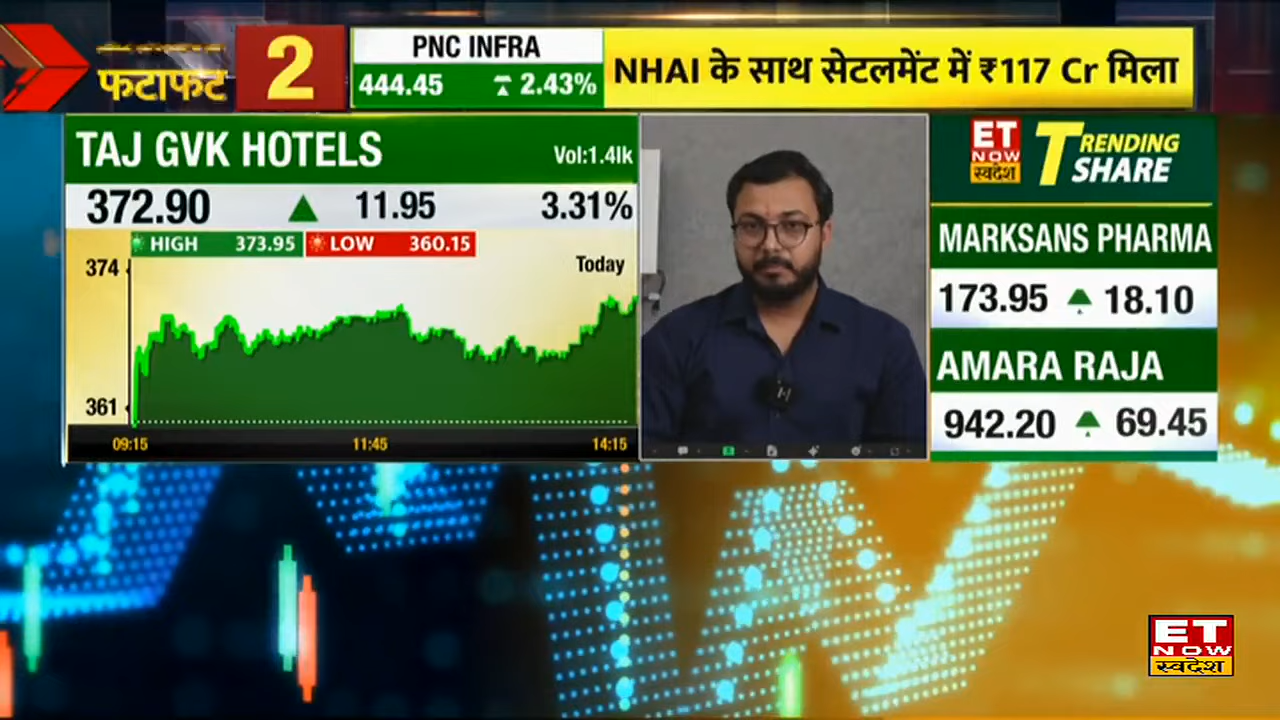 फटाफट
2
PNC INFRA
444.45 2.43%
NHAI के साथ सेटलमेंट में ₹117 Cr मिला
TAJ GVK HOTELS Vol:1.4lk
372.90 11.95 3.31%
HIGH 373.95 LOW 360.15
Today
374
361
09:15 11:45 14:15
ET
NOW
स्वदेश
TRENDING
SHARE
MARKSANS PHARMA
173.95 18.10
AMARA RAJA
942.20 69.45
ET
NOW
स्वदेश